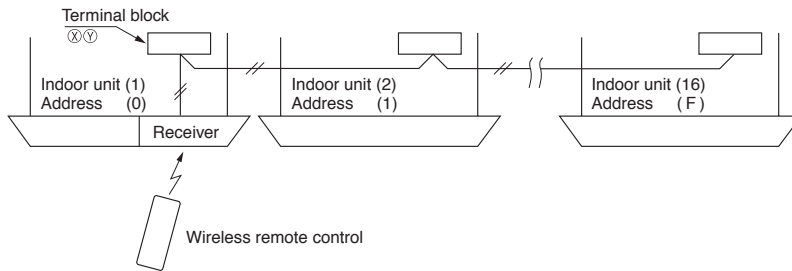 Terminal block
ⓍⓎ
Indoor unit (1)
Address (0)
Indoor unit (2)
Address (1)
Indoor unit (16)
Address ( F )
Receiver
Wireless remote control